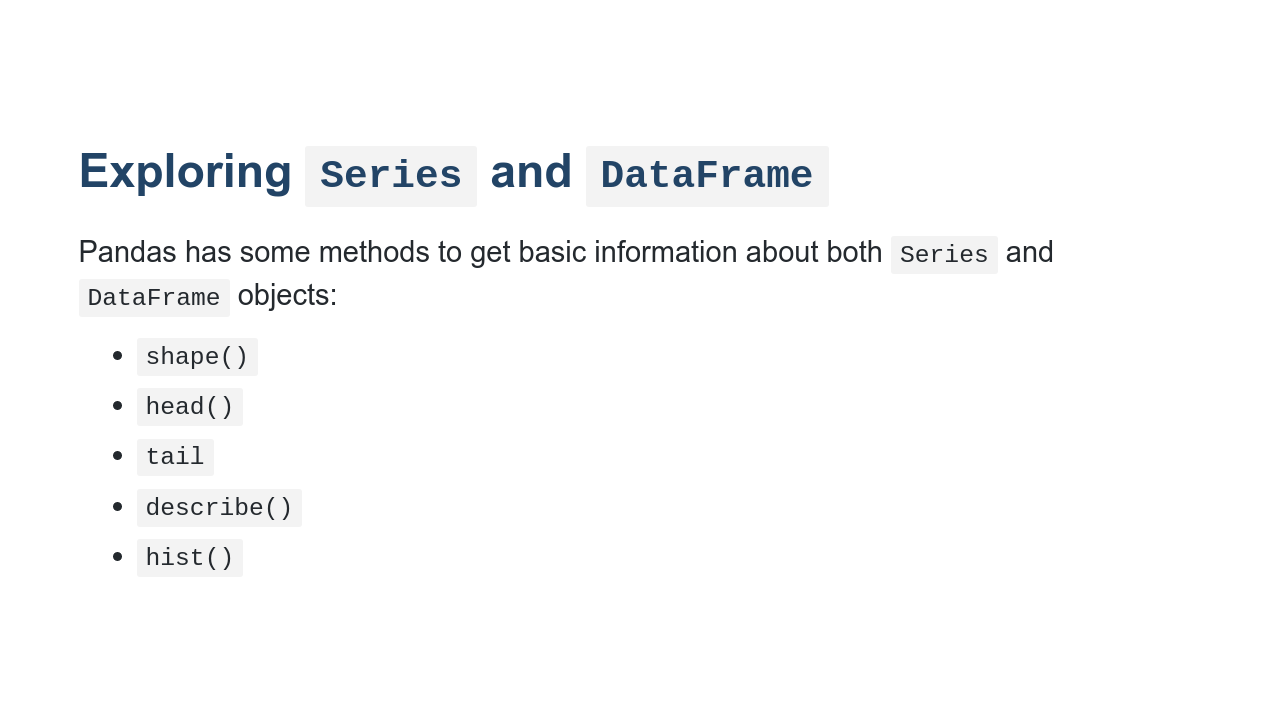 Exploring Series and DataFrame
Pandas has some methods to get basic information about both Series and
DataFrame objects:
• shape()
• head()
• tail
• describe()
• hist()